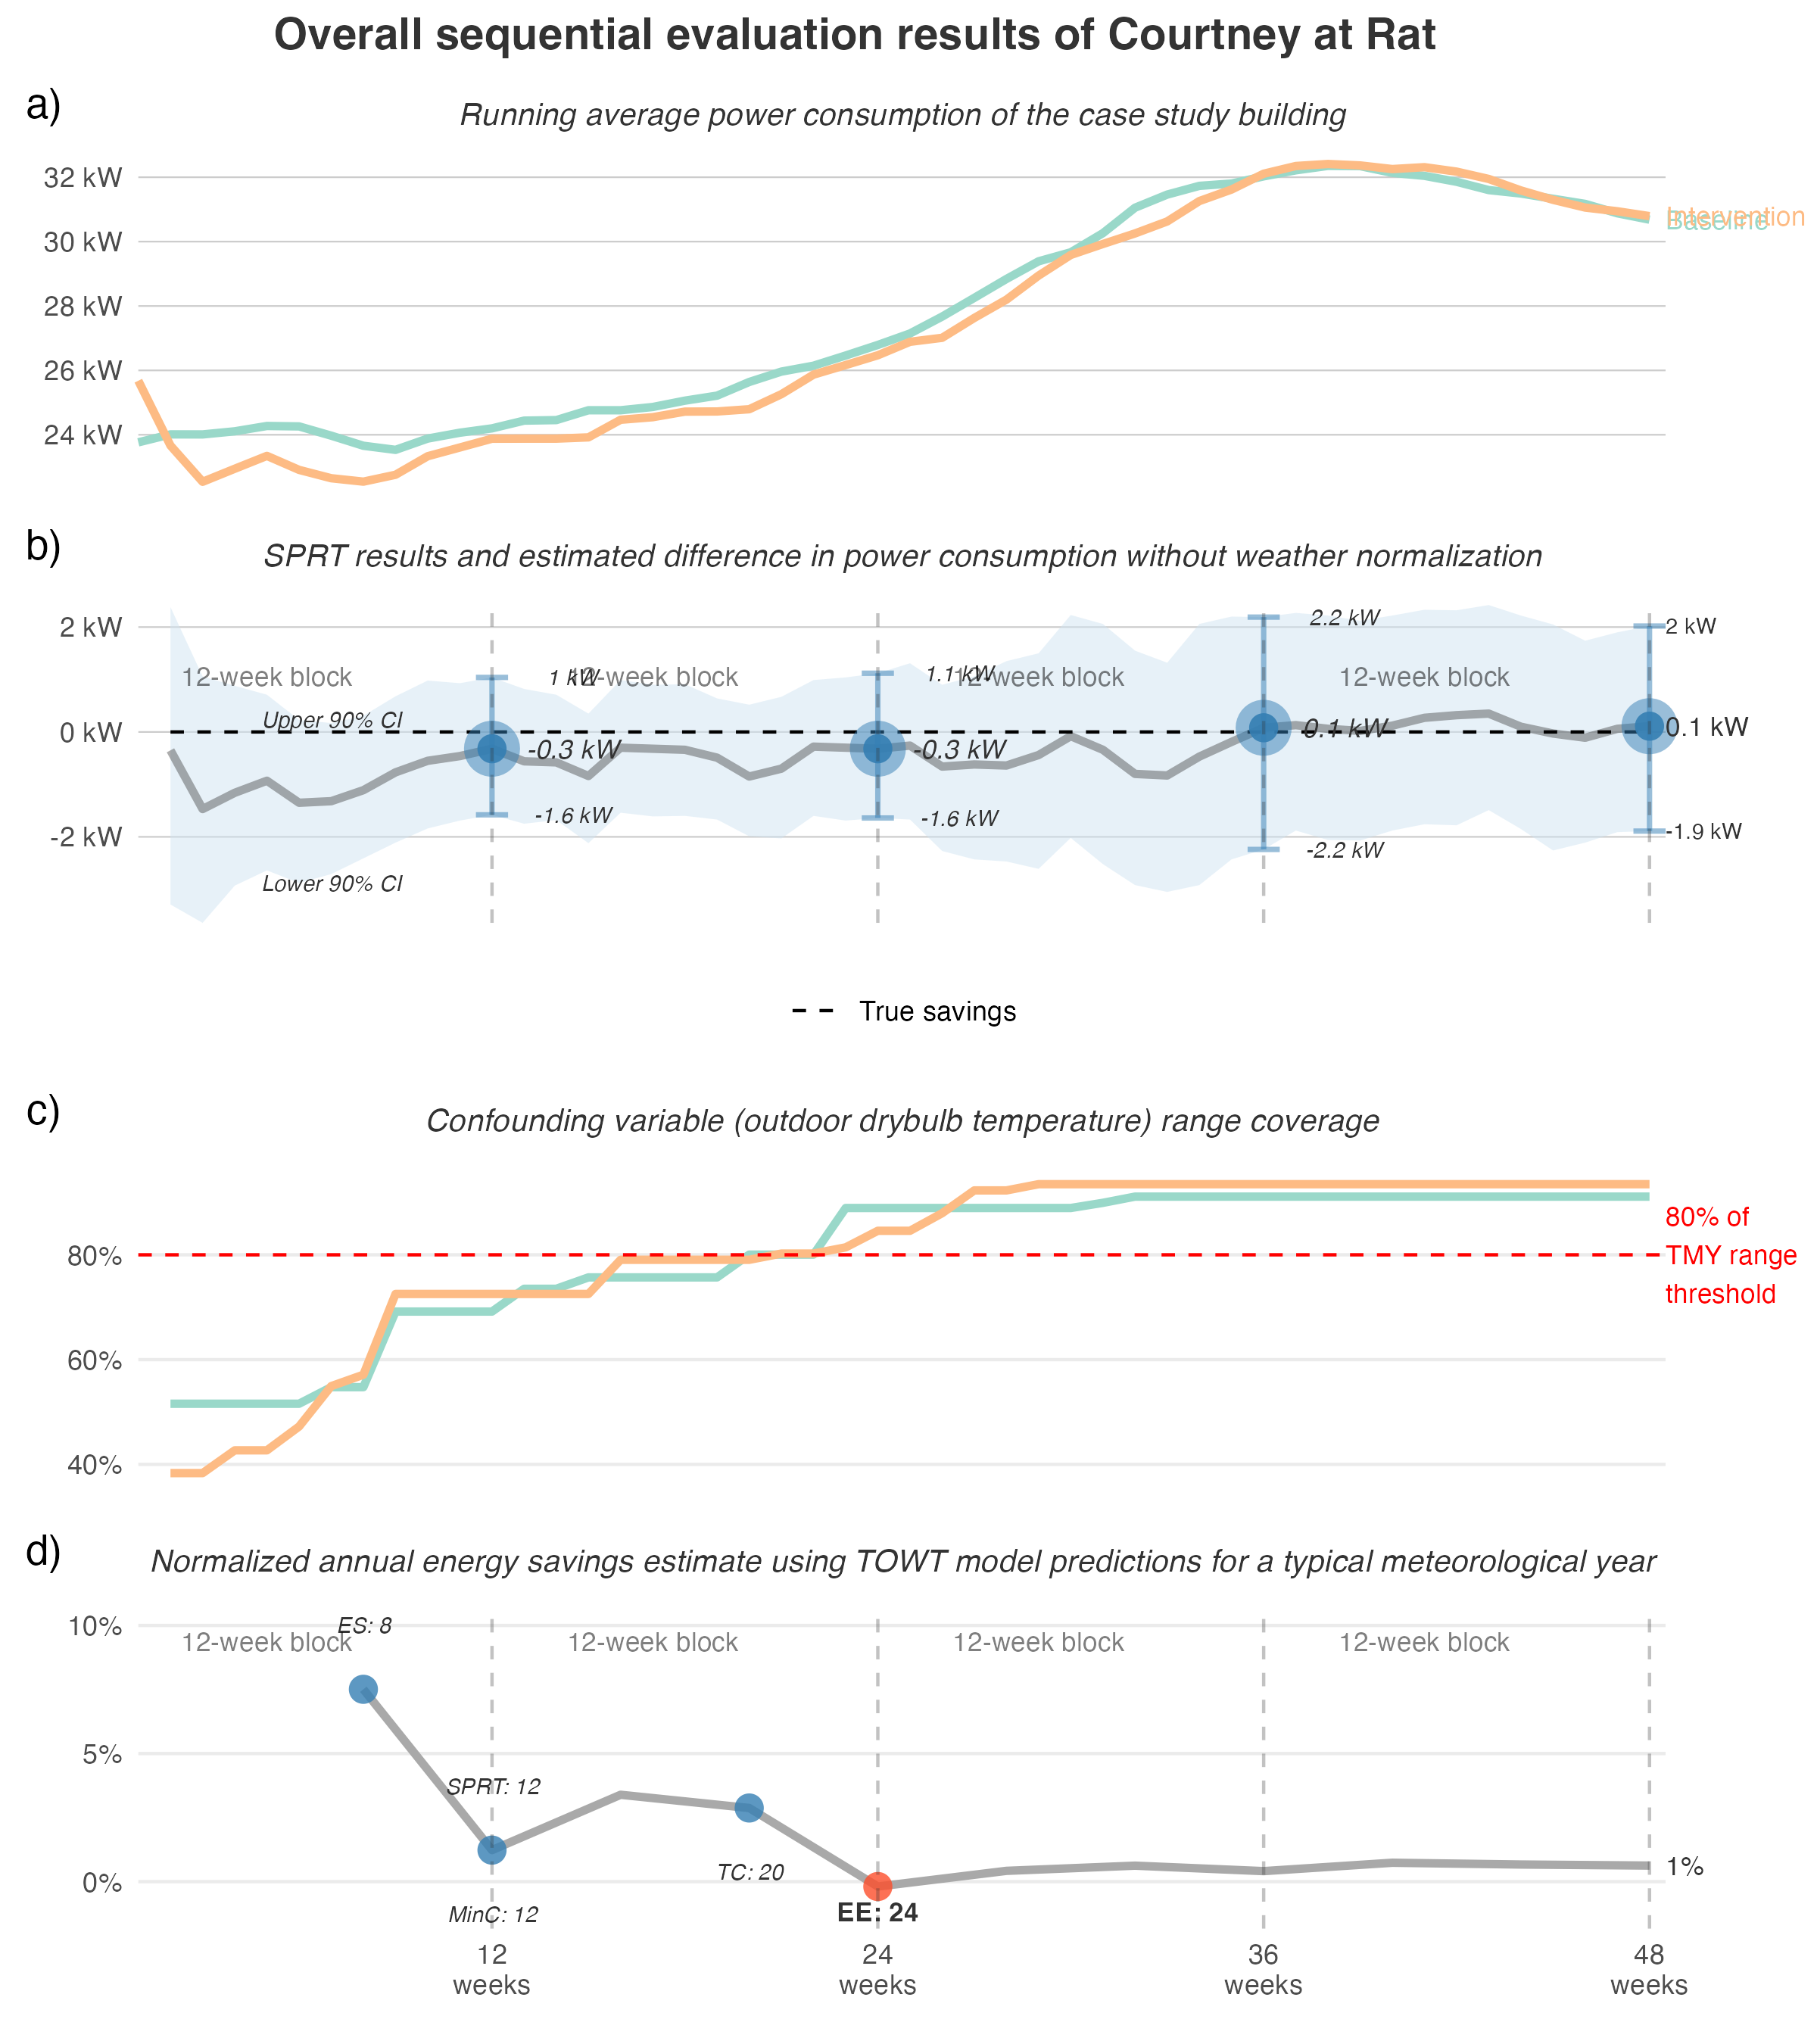 Overall sequential evaluation results of Courtney at Rat
a)
Running average power consumption of the case study building
32 kW
30 kW
28 kW
26 kW
24 kW
Intervention
Baseline
b)
SPRT results and estimated difference in power consumption without weather normalization
2 kW
0 kW
-2 kW
12-week block
12-week block
12-week block
12-week block
Upper 90% CI
Lower 90% CI
1 kW
-0.3 kW
-1.6 kW
1.1 kW
-0.3 kW
-1.6 kW
2.2 kW
0.1 kW
-2.2 kW
2 kW
0.1 kW
-1.9 kW
True savings
c)
Confounding variable (outdoor drybulb temperature) range coverage
80%
60%
40%
80% of
TMY range
threshold
d)
Normalized annual energy savings estimate using TOWT model predictions for a typical meteorological year
10%
5%
0%
12-week block
12-week block
12-week block
12-week block
ES: 8
SPRT: 12
MinC: 12
TC: 20
EE: 24
1%
12
weeks
24
weeks
36
weeks
48
weeks